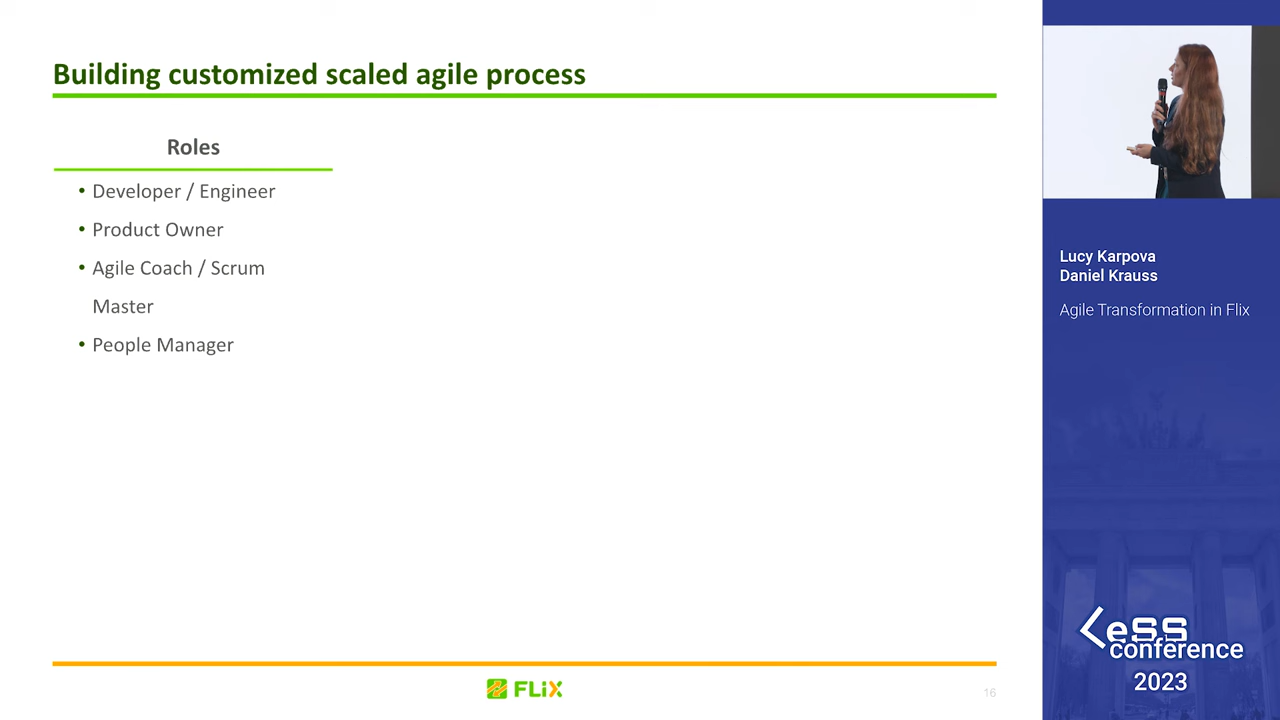 Building customized scaled agile process
Roles
• Developer / Engineer
• Product Owner
• Agile Coach / Scrum
Master
• People Manager
FLiX
16
Lucy Karpova
Daniel Krauss
Agile Transformation in Flix
LeSS
conference
2023